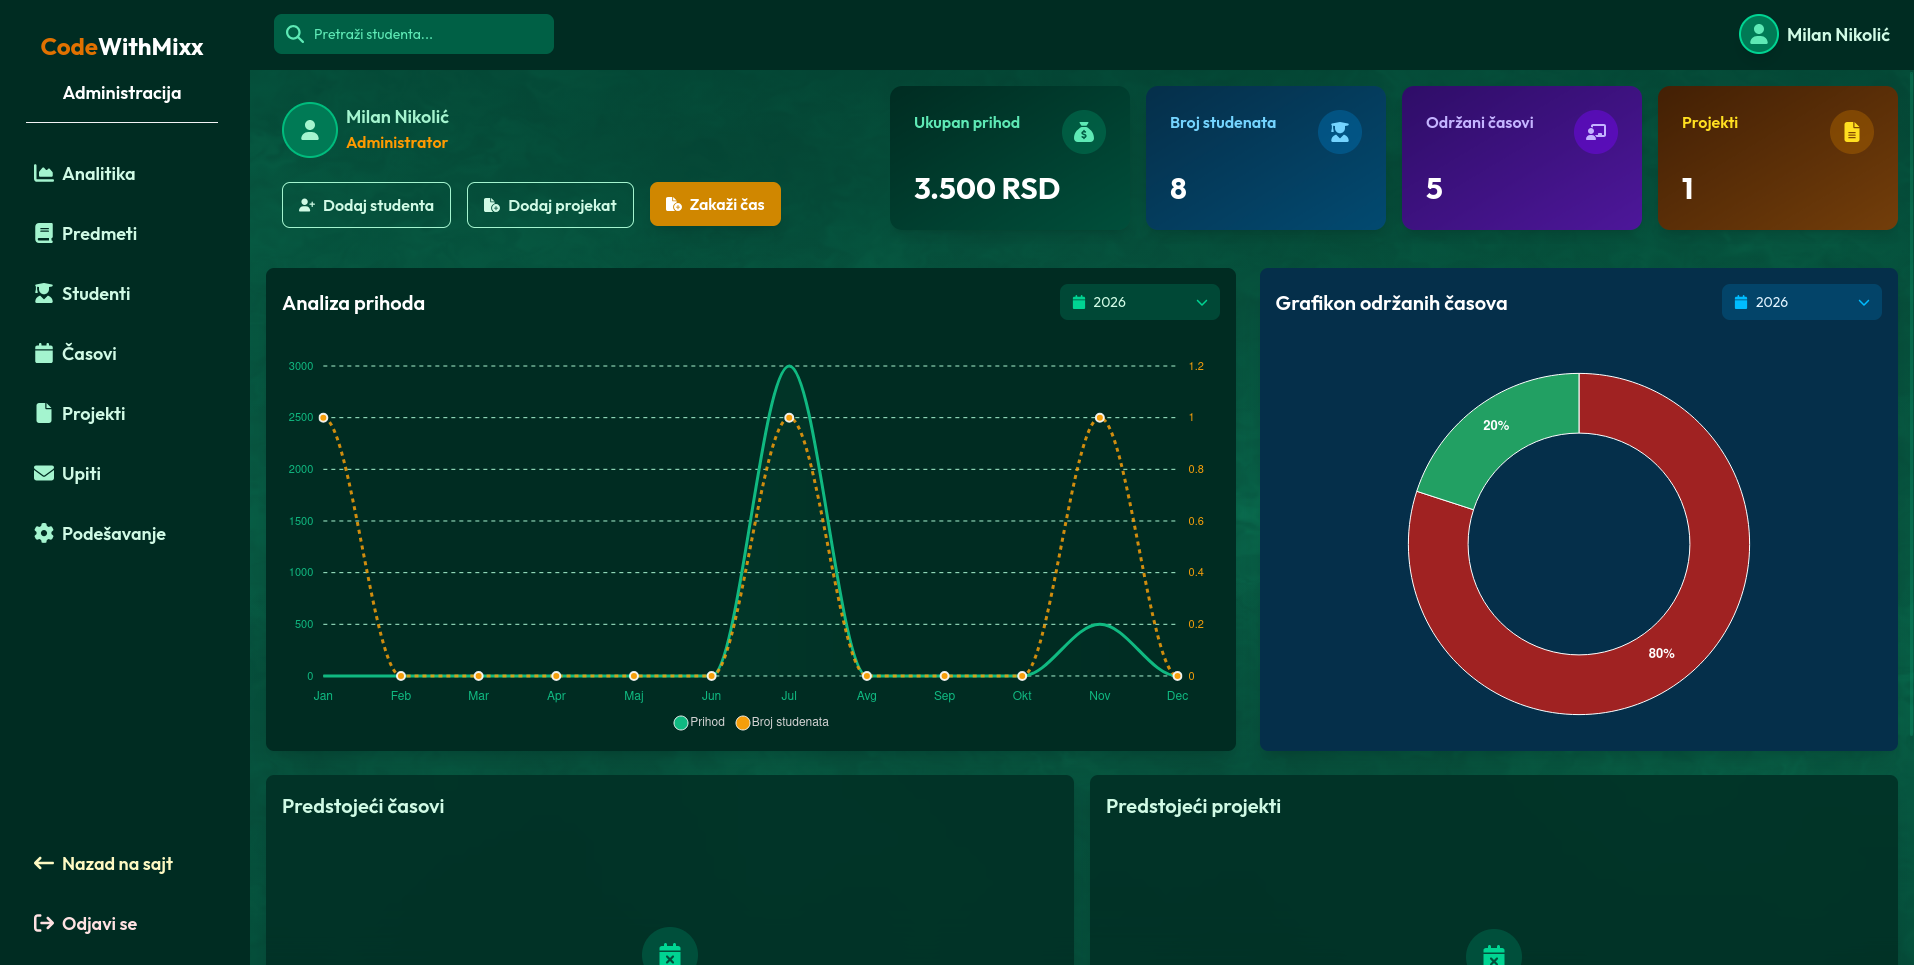 CodeWithMixx
Administracija
Analitika
Predmeti
Studenti
Časovi
Projekti
Upiti
Podešavanje
Nazad na sajt
Odjavi se
Pretraži studenta...
Milan Nikolić
Milan Nikolić
Administrator
Dodaj studenta
Dodaj projekat
Zakaži čas
Ukupan prihod
3.500 RSD
Broj studenata
8
Održani časovi
5
Projekti
1
Analiza prihoda
2026
3000
2500
2000
1500
1000
500
0
1.2
1
0.8
0.6
0.4
0.2
0
Jan Feb Mar Apr Maj Jun Jul Avg Sep Okt Nov Dec
Prihod Broj studenata
Grafikon održanih časova
2026
20%
80%
Predstojeći časovi
Predstojeći projekti